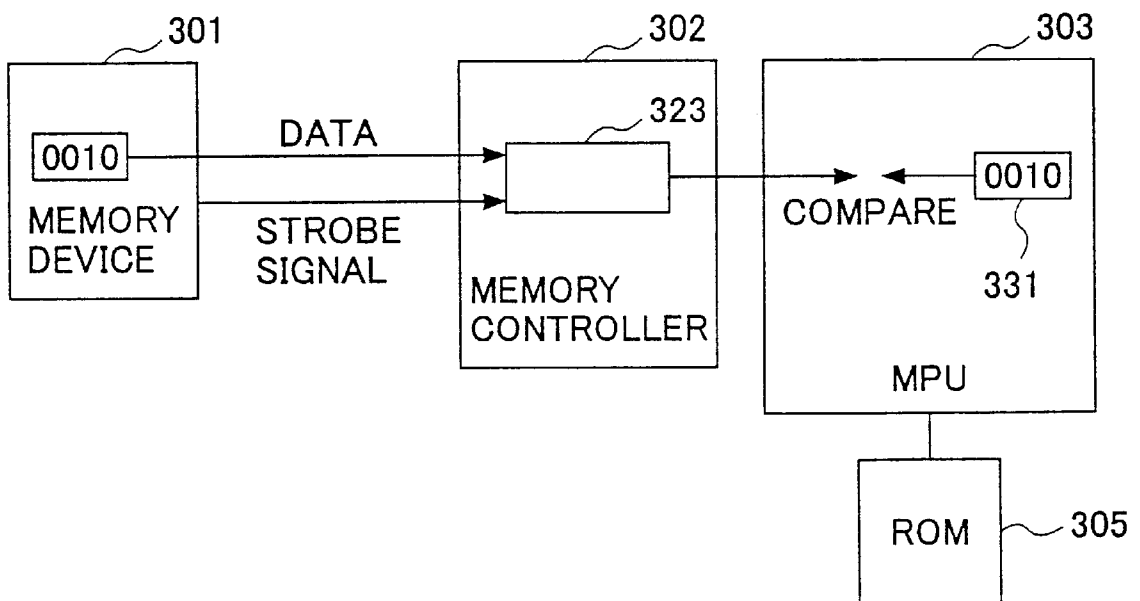 301
302
303
323
DATA
0010
0010
COMPARE
MEMORY
DEVICE
STROBE
SIGNAL
331
MEMORY
CONTROLLER
MPU
ROM
305